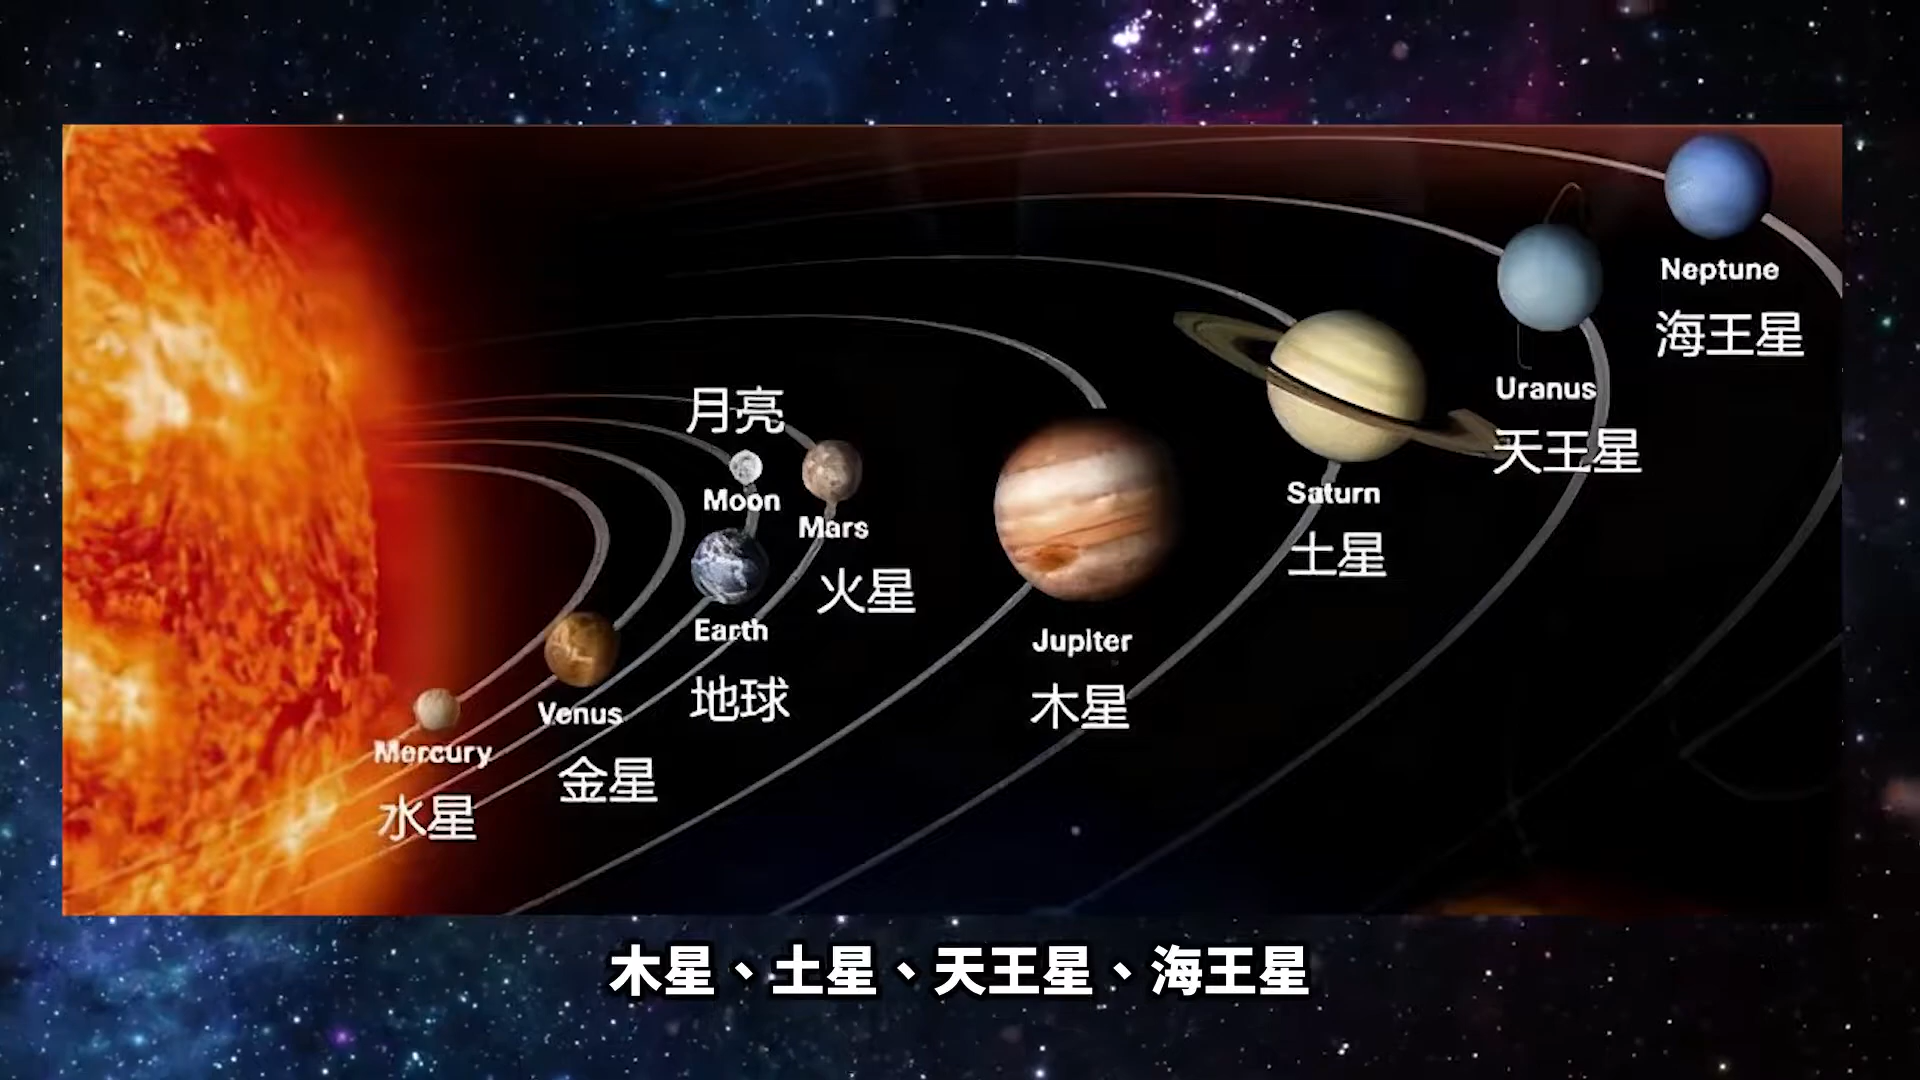 Neptune
海王星
Uranus
天王星
月亮
Moon
Mars
火星
Saturn
土星
Earth
地球
Jupiter
木星
Venus
金星
Mercury
水星
木星、土星、天王星、海王星